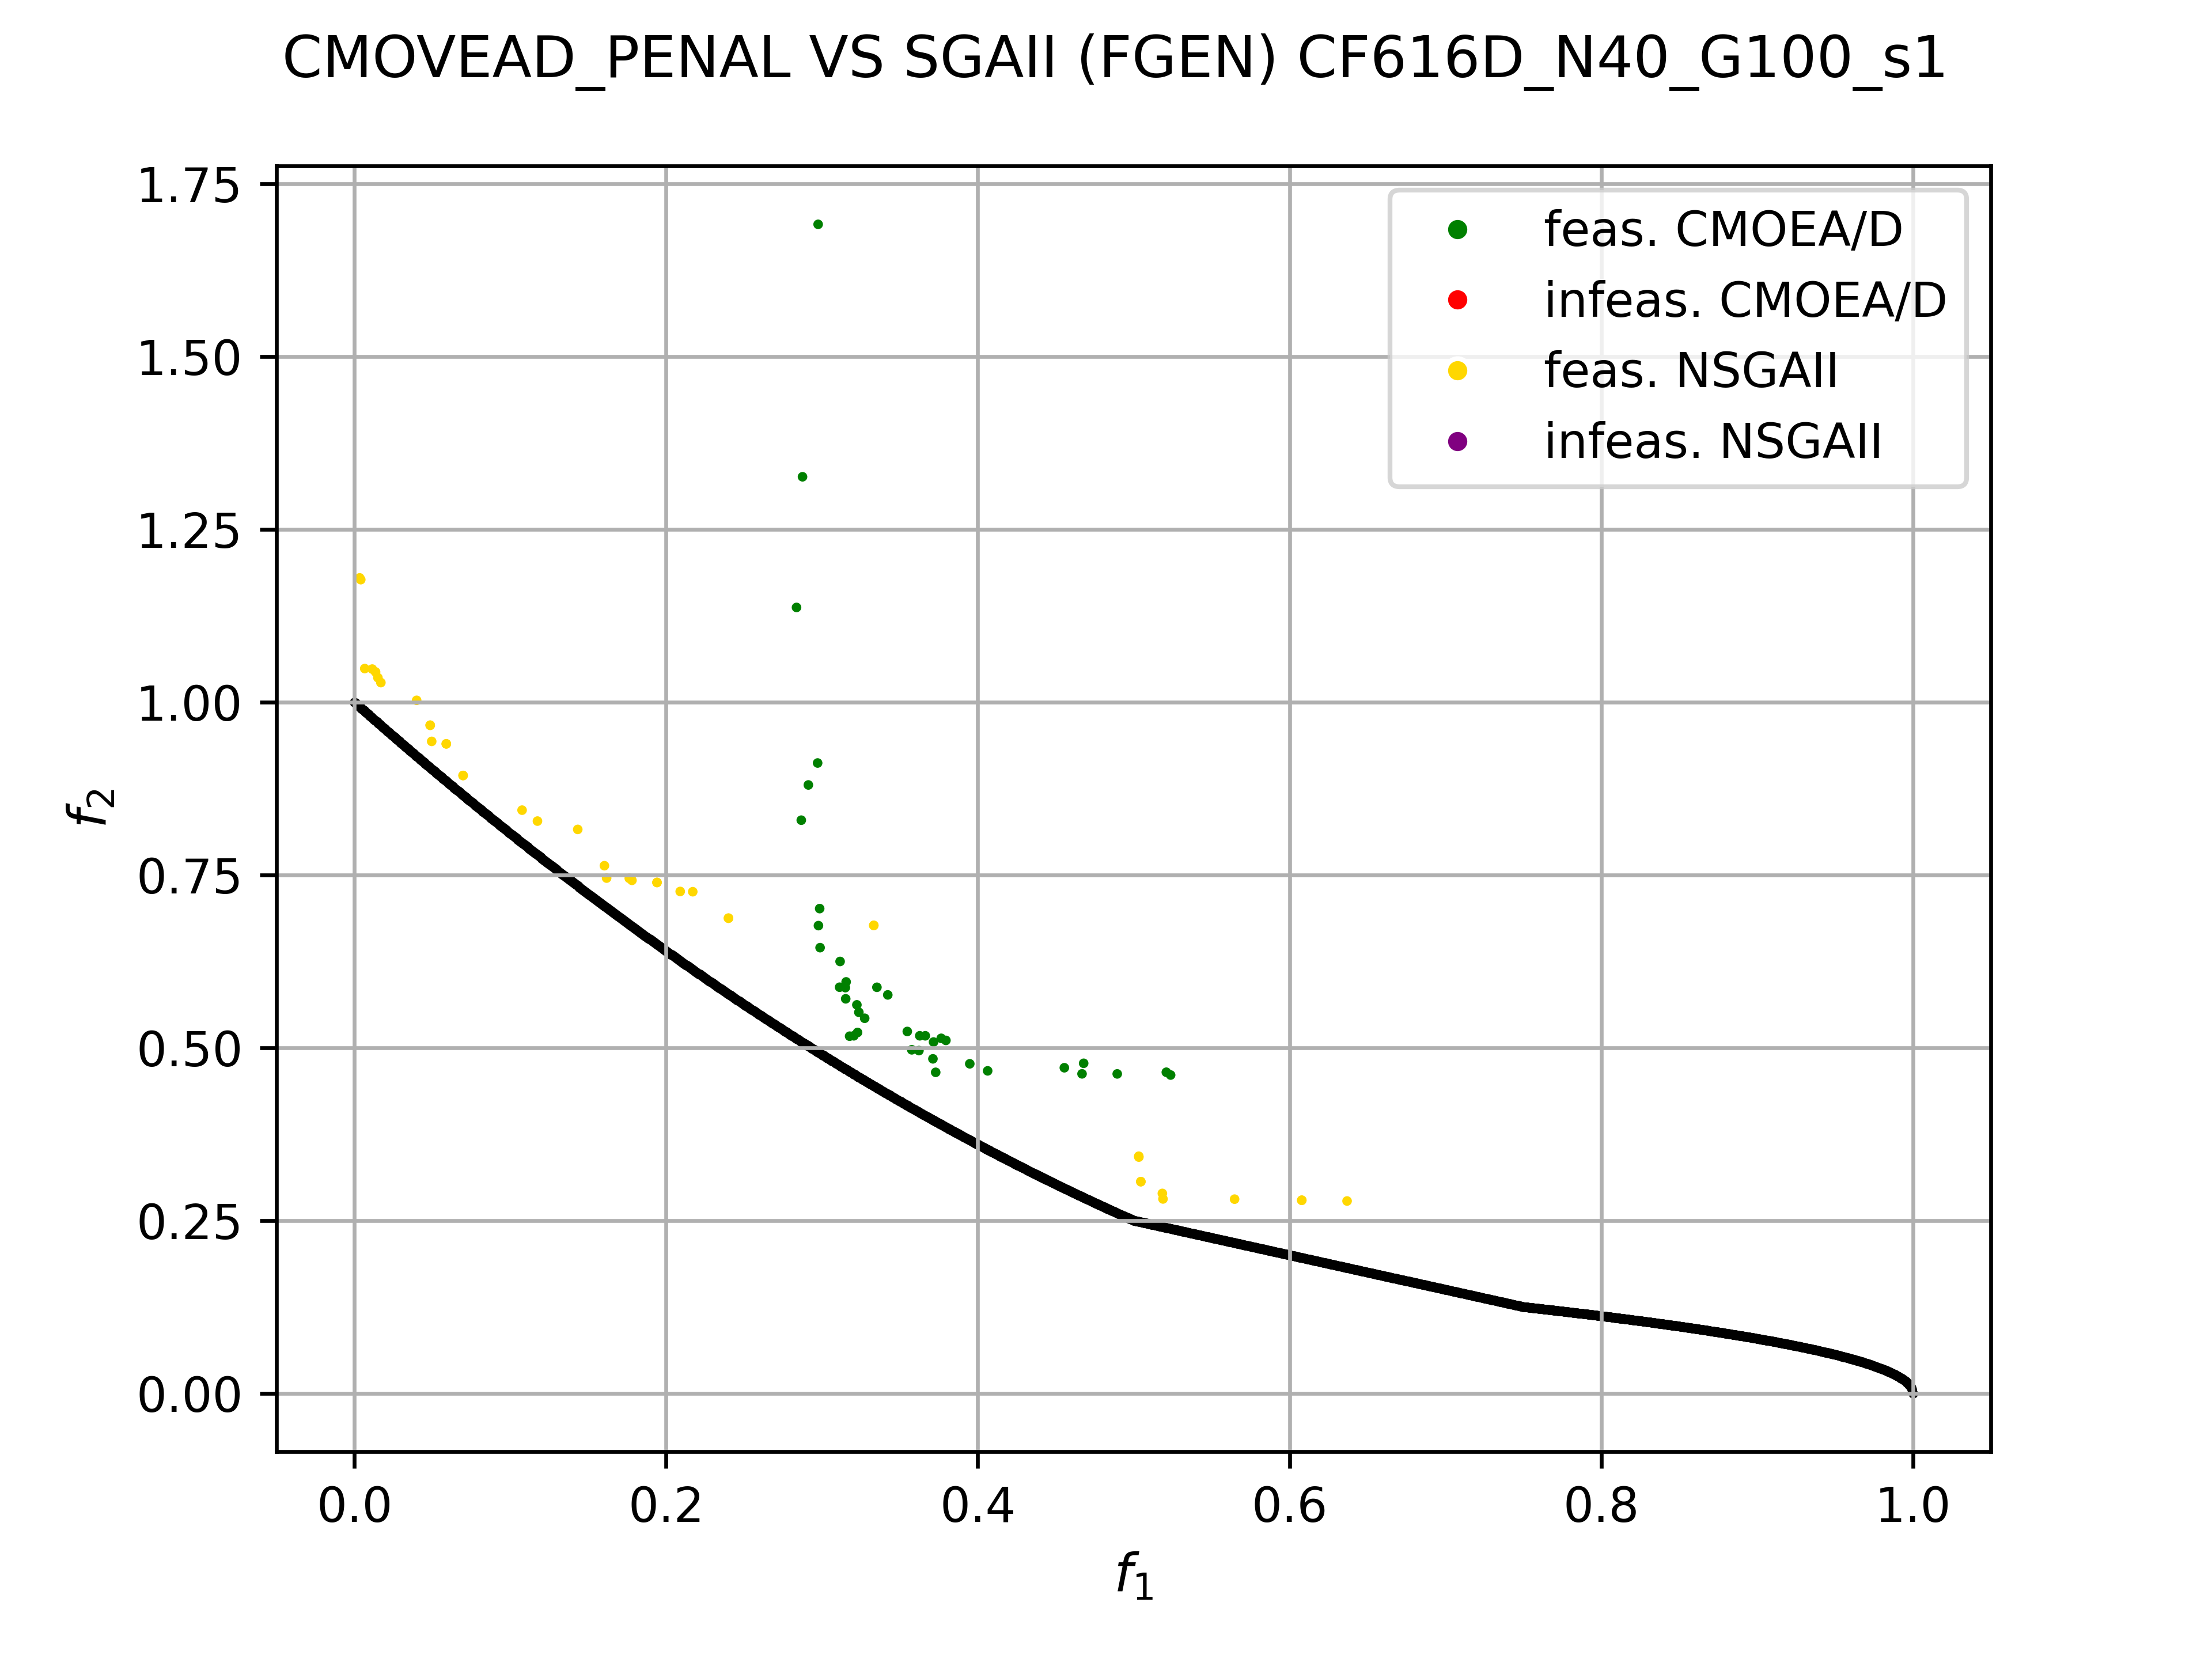 CMOVEAD_PENAL VS SGAII (FGEN) CF616D_N40_G100_s1
1.75
1.50
1.25
1.00
0.75
0.50
0.25
0.00
f2
feas. CMOEA/D
infeas. CMOEA/D
feas. NSGAII
infeas. NSGAII
0.0 0.2 0.4 0.6 0.8 1.0
f1